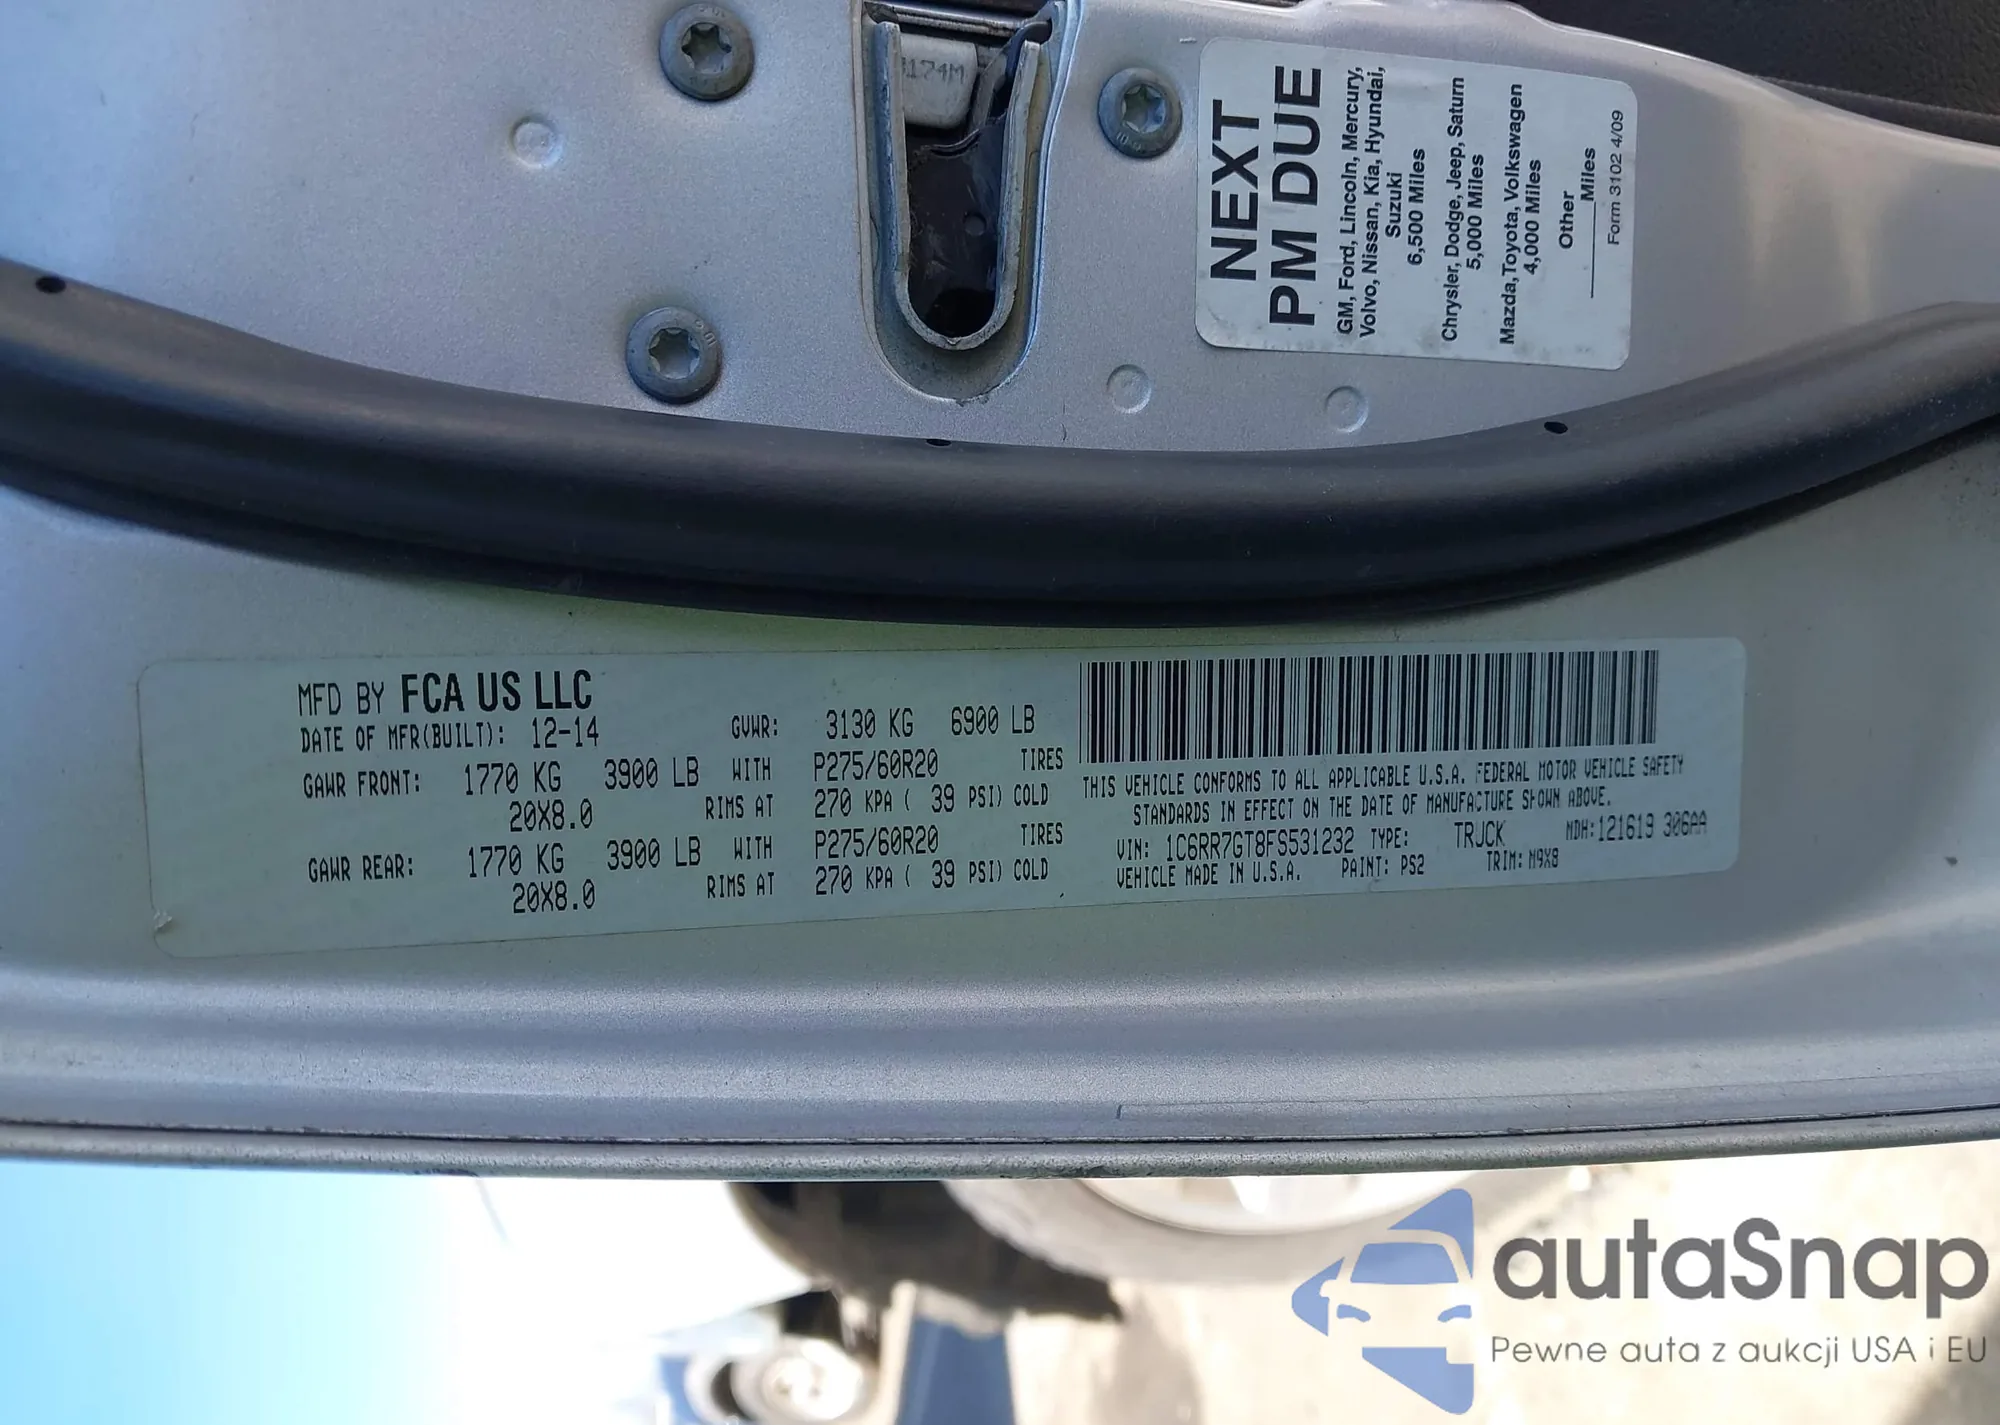 174M
NEXT
PM DUE
GM, Ford, Lincoln, Mercury,
Volvo, Nissan, Kia, Hyundai,
Suzuki
6,500 Miles
Chrysler, Dodge, Jeep, Saturn
5,000 Miles
Mazda, Toyota, Volkswagen
4,000 Miles
Other
Miles
Form 3102 4/09
MFD BY FCA US LLC
DATE OF MFR(BUILT): 12-14 GVWR: 3130 KG 6900 LB
GAWR FRONT: 1770 KG 3900 LB WITH P275/60R20 TIRES
20X8.0 RIMS AT 270 KPA ( 39 PSI) COLD
GAWR REAR: 1770 KG 3900 LB WITH P275/60R20 TIRES
20X8.0 RIMS AT 270 KPA ( 39 PSI) COLD
THIS VEHICLE CONFORMS TO ALL APPLICABLE U.S.A. FEDERAL MOTOR VEHICLE SAFETY
STANDARDS IN EFFECT ON THE DATE OF MANUFACTURE SHOWN ABOVE.
VIN: 1C6RR7GT8FS531232 TYPE: TRUCK MDH:121619 306AA
VEHICLE MADE IN U.S.A. PAINT: PS2 TRIM: M9X8
autaSnap
Pewne auta z aukcji USA i EU